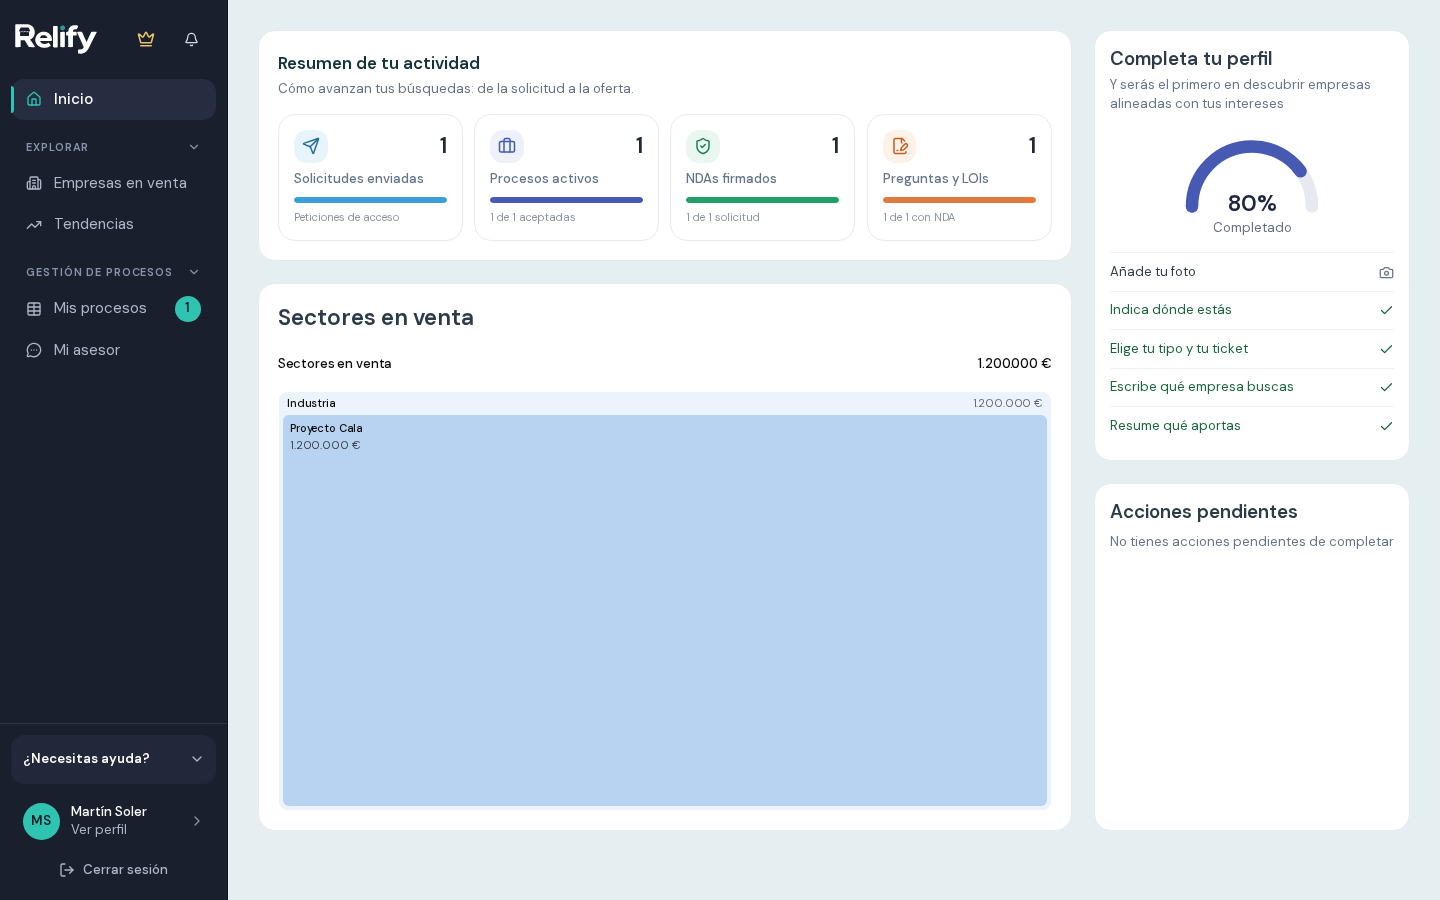 Relify
Inicio
EXPLORAR
Empresas en venta
Tendencias
GESTIÓN DE PROCESOS
Mis procesos 1
Mi asesor
¿Necesitas ayuda?
MS
Martín Soler
Ver perfil
Cerrar sesión
Resumen de tu actividad
Cómo avanzan tus búsquedas: de la solicitud a la oferta.
1
Solicitudes enviadas
Peticiones de acceso
1
Procesos activos
1 de 1 aceptadas
1
NDAs firmados
1 de 1 solicitud
1
Preguntas y LOIs
1 de 1 con NDA
Sectores en venta
Sectores en venta 1.200.000 €
Industria 1.200.000 €
Proyecto Cala
1.200.000 €
Completa tu perfil
Y serás el primero en descubrir empresas
alineadas con tus intereses
80%
Completado
Añade tu foto
Indica dónde estás
Elige tu tipo y tu ticket
Escribe qué empresa buscas
Resume qué aportas
Acciones pendientes
No tienes acciones pendientes de completar